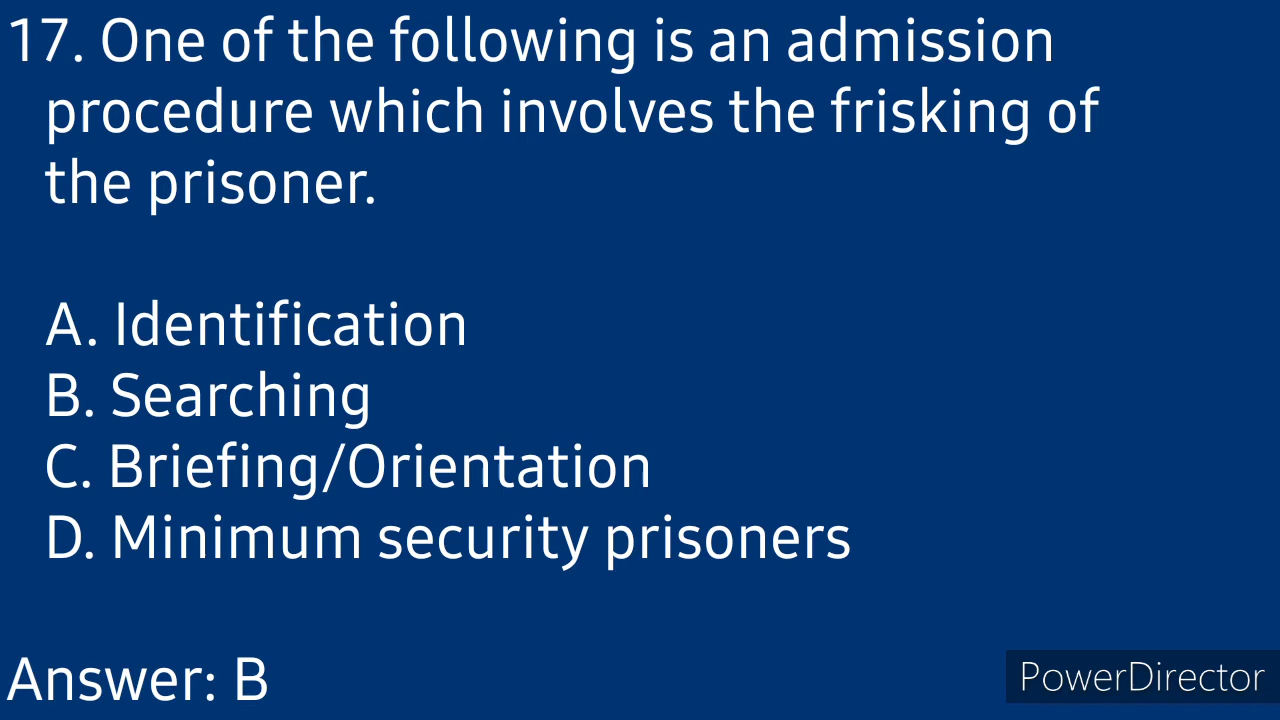 17. One of the following is an admission
procedure which involves the frisking of
the prisoner.
A. Identification
B. Searching
C. Briefing/Orientation
D. Minimum security prisoners
Answer: B
PowerDirector